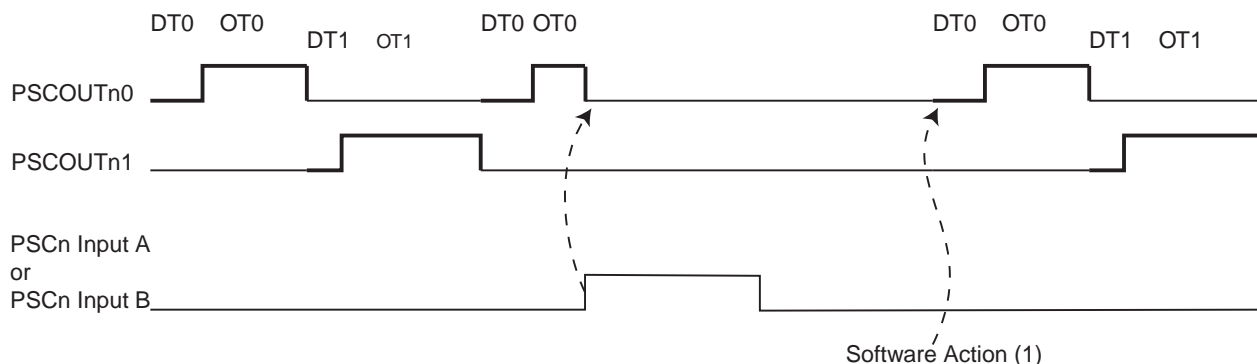 DT0 OT0 DT0 OT0 DT0 OT0
DT1 OT1 DT1 OT1
PSCOUTn0
PSCOUTn1
PSCn Input A
or
PSCn Input B
Software Action (1)